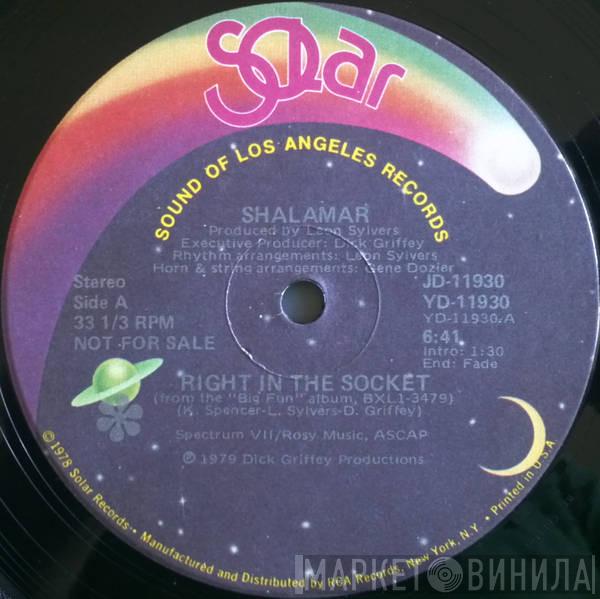 Solar
SOUND OF LOS ANGELES RECORDS
SHALAMAR
Produced by Leon Sylvers
Executive Producer: Dick Griffey
Rhythm arrangements: Leon Sylvers
Horn & string arrangements: Gene Dozier
Stereo
Side A
33 1/3 RPM
NOT FOR SALE
JD-11930
YD-11930
YD-11930-A
6:41
Intro: 1:30
End: Fade
RIGHT IN THE SOCKET
(from the "Big Fun" album, BXL1-3479)
(K. Spencer-L. Sylvers-D. Griffey)
Spectrum VII/Rosy Music, ASCAP
℗ 1979 Dick Griffey Productions
©1978 Solar Records • Manufactured and Distributed by RCA Records, New York, N.Y. • Printed in U.S.A
МАРКЕТ ВИНИЛА